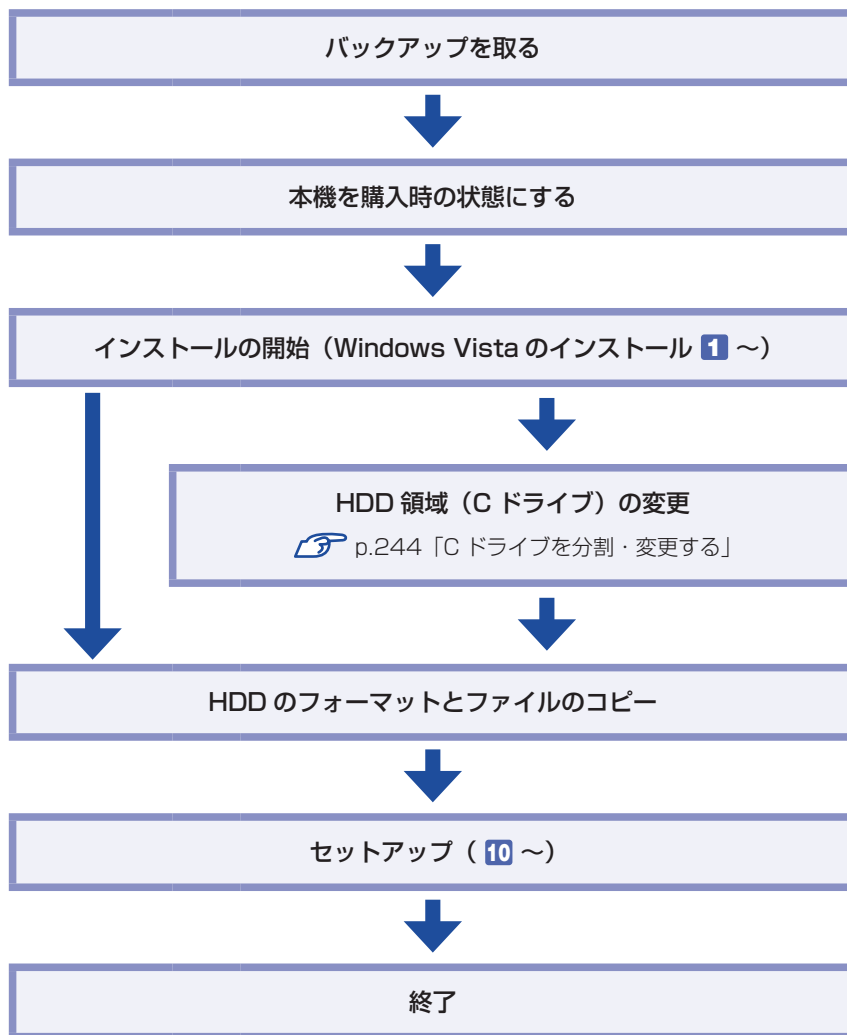 バックアップを取る
本機を購入時の状態にする
インストールの開始（Windows Vista のインストール 1 ～）
HDD 領域（C ドライブ）の変更
p.244「C ドライブを分割・変更する」
HDD のフォーマットとファイルのコピー
セットアップ（ 10 ～）
終了